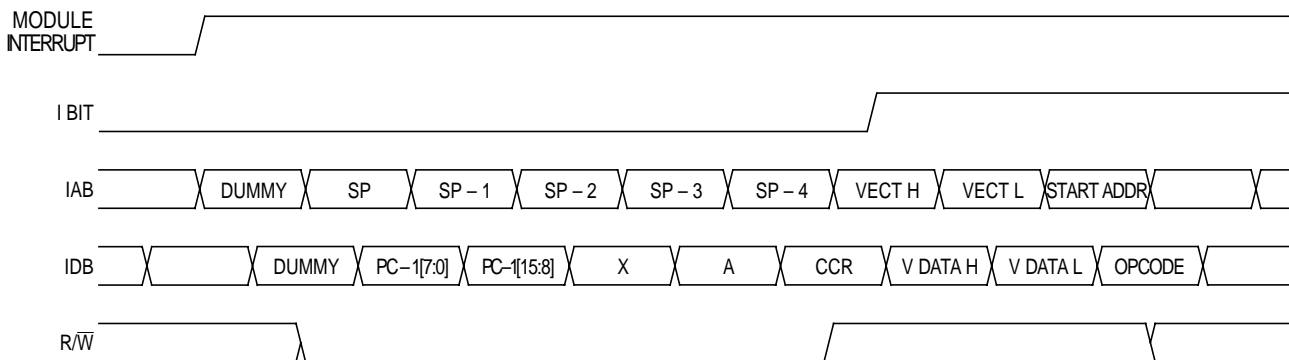 MODULE
INTERRUPT
I BIT
IAB DUMMY SP SP – 1 SP – 2 SP – 3 SP – 4 VECT H VECT L START ADDR
IDB DUMMY PC – 1[7:0] PC–1[15:8] X A CCR V DATA H V DATA L OPCODE
R/W̅